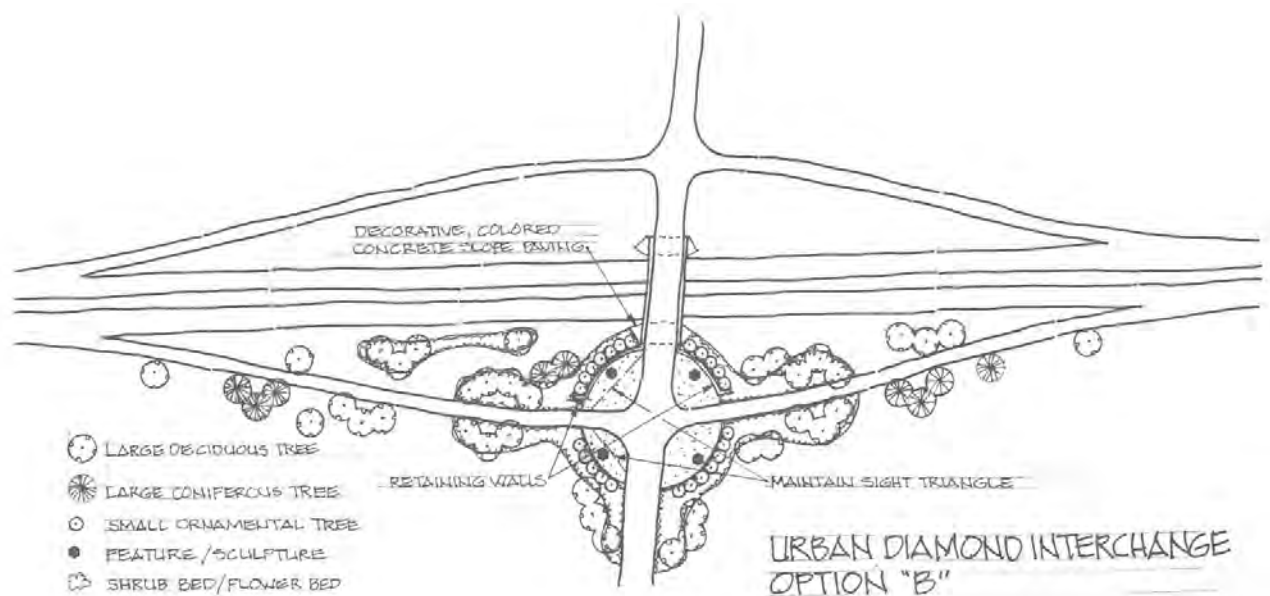 DECORATIVE, COLORED
CONCRETE SLOPE PAVING
LARGE DECIDUOUS TREE
LARGE CONIFEROUS TREE
SMALL ORNAMENTAL TREE
FEATURE/SCULPTURE
SHRUB BED/FLOWER BED
RETAINING WALLS
MAINTAIN SIGHT TRIANGLE
URBAN DIAMOND INTERCHANGE
OPTION "B"